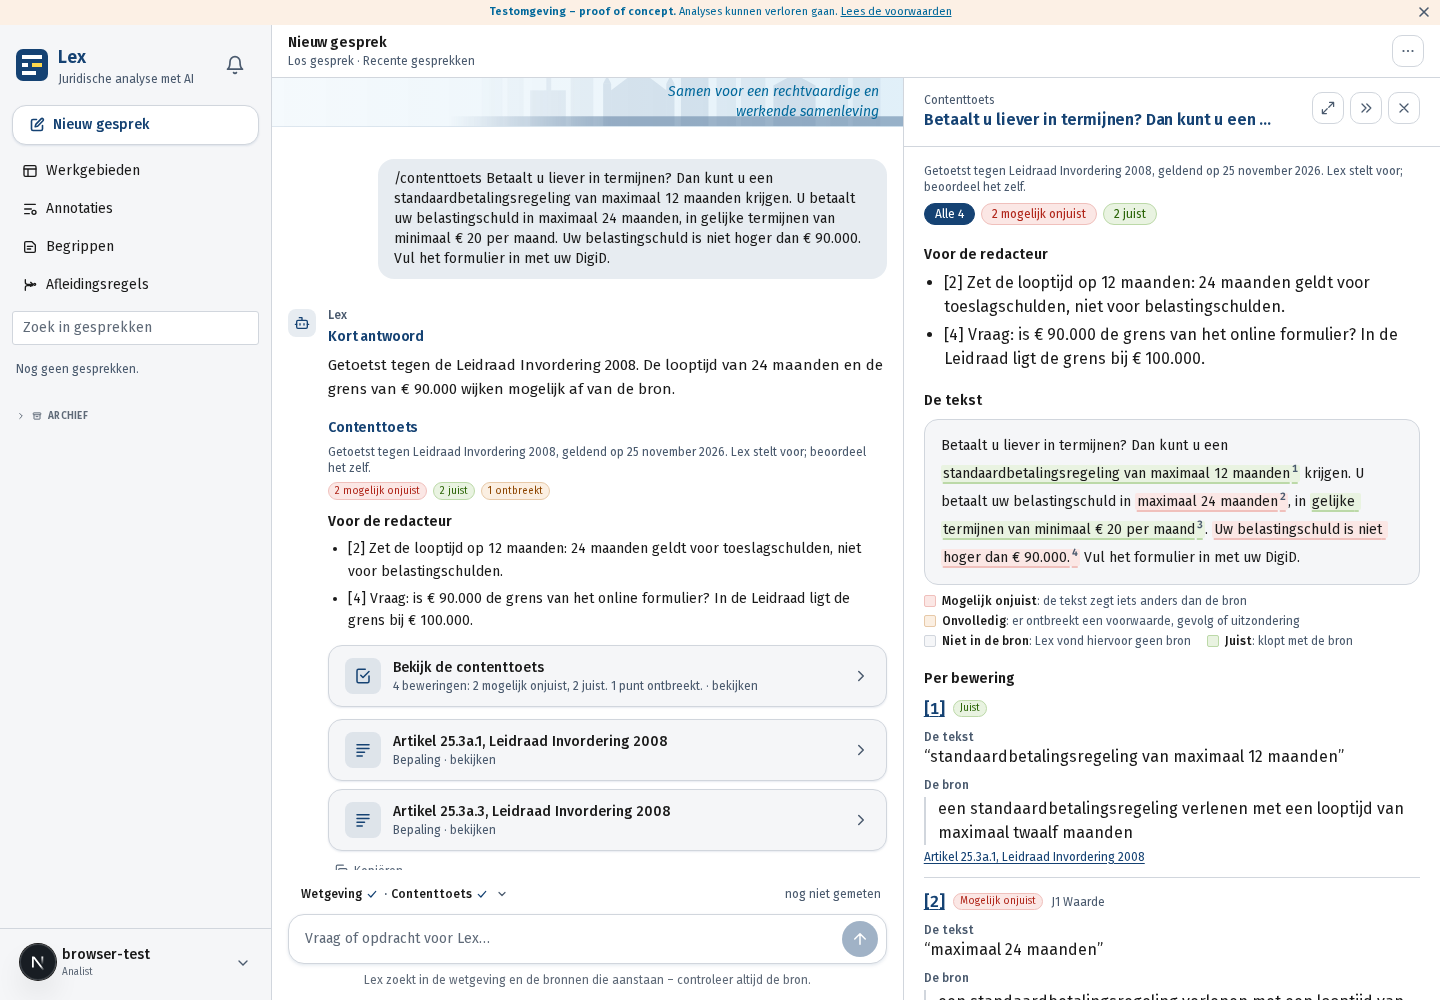 Testomgeving – proof of concept. Analyses kunnen verloren gaan. Lees de voorwaarden
Lex
Juridische analyse met AI
Nieuw gesprek
Werkgebieden
Annotaties
Begrippen
Afleidingsregels
Zoek in gesprekken
Nog geen gesprekken.
ARCHIEF
browser-test
Analist
Nieuw gesprek
Los gesprek · Recente gesprekken
Samen voor een rechtvaardige en
werkende samenleving
/contenttoets Betaalt u liever in termijnen? Dan kunt u een
standaardbetalingsregeling van maximaal 12 maanden krijgen. U betaalt
uw belastingschuld in maximaal 24 maanden, in gelijke termijnen van
minimaal € 20 per maand. Uw belastingschuld is niet hoger dan € 90.000.
Vul het formulier in met uw DigiD.
Lex
Kort antwoord
Getoetst tegen de Leidraad Invordering 2008. De looptijd van 24 maanden en de
grens van € 90.000 wijken mogelijk af van de bron.
Contenttoets
Getoetst tegen Leidraad Invordering 2008, geldend op 25 november 2026. Lex stelt voor; beoordeel
het zelf.
2 mogelijk onjuist 2 juist 1 ontbreekt
Voor de redacteur
• [2] Zet de looptijd op 12 maanden: 24 maanden geldt voor toeslagschulden, niet
voor belastingschulden.
• [4] Vraag: is € 90.000 de grens van het online formulier? In de Leidraad ligt de
grens bij € 100.000.
Bekijk de contenttoets
4 beweringen: 2 mogelijk onjuist, 2 juist. 1 punt ontbreekt. · bekijken
Artikel 25.3a.1, Leidraad Invordering 2008
Bepaling · bekijken
Artikel 25.3a.3, Leidraad Invordering 2008
Bepaling · bekijken
Kopiëren
Wetgeving ✓ · Contenttoets ✓
nog niet gemeten
Vraag of opdracht voor Lex…
Lex zoekt in de wetgeving en de bronnen die aanstaan – controleer altijd de bron.
Contenttoets
Betaalt u liever in termijnen? Dan kunt u een ...
Getoetst tegen Leidraad Invordering 2008, geldend op 25 november 2026. Lex stelt voor;
beoordeel het zelf.
Alle 4 2 mogelijk onjuist 2 juist
Voor de redacteur
• [2] Zet de looptijd op 12 maanden: 24 maanden geldt voor
toeslagschulden, niet voor belastingschulden.
• [4] Vraag: is € 90.000 de grens van het online formulier? In de
Leidraad ligt de grens bij € 100.000.
De tekst
Betaalt u liever in termijnen? Dan kunt u een
standaardbetalingsregeling van maximaal 12 maanden1 krijgen. U
betaalt uw belastingschuld in maximaal 24 maanden2, in gelijke
termijnen van minimaal € 20 per maand3. Uw belastingschuld is niet
hoger dan € 90.000.4 Vul het formulier in met uw DigiD.
Mogelijk onjuist: de tekst zegt iets anders dan de bron
Onvolledig: er ontbreekt een voorwaarde, gevolg of uitzondering
Niet in de bron: Lex vond hiervoor geen bron Juist: klopt met de bron
Per bewering
[1] Juist
De tekst
“standaardbetalingsregeling van maximaal 12 maanden”
De bron
een standaardbetalingsregeling verlenen met een looptijd van
maximaal twaalf maanden
Artikel 25.3a.1, Leidraad Invordering 2008
[2] Mogelijk onjuist J1 Waarde
De tekst
“maximaal 24 maanden”
De bron
een standaardbetalingsregeling verlenen met een looptijd van